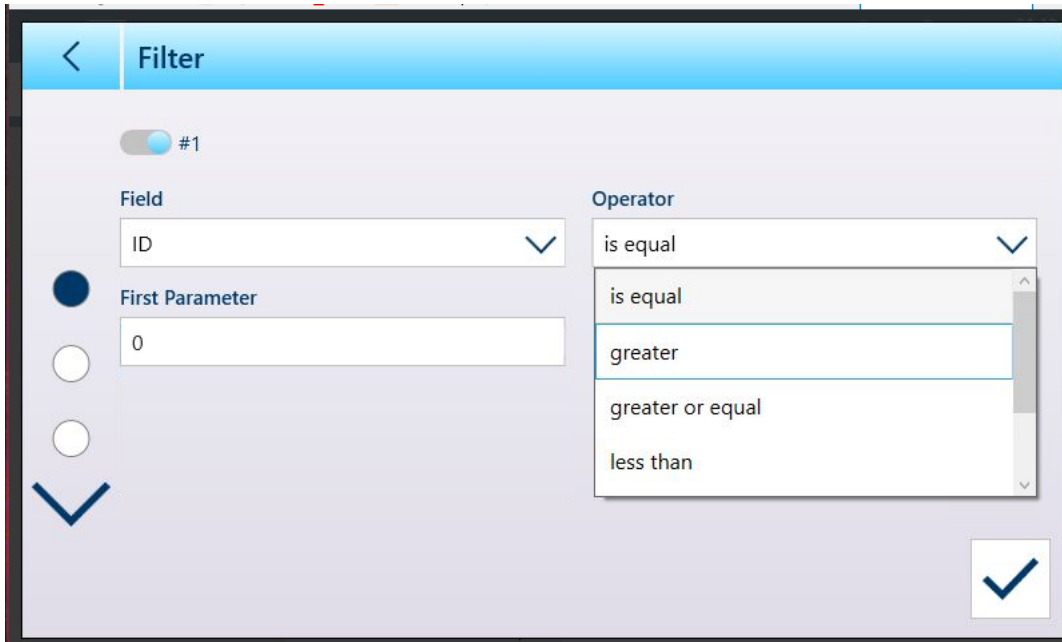 Filter
#1
Field
Operator
ID
is equal
First Parameter
0
is equal
greater
greater or equal
less than